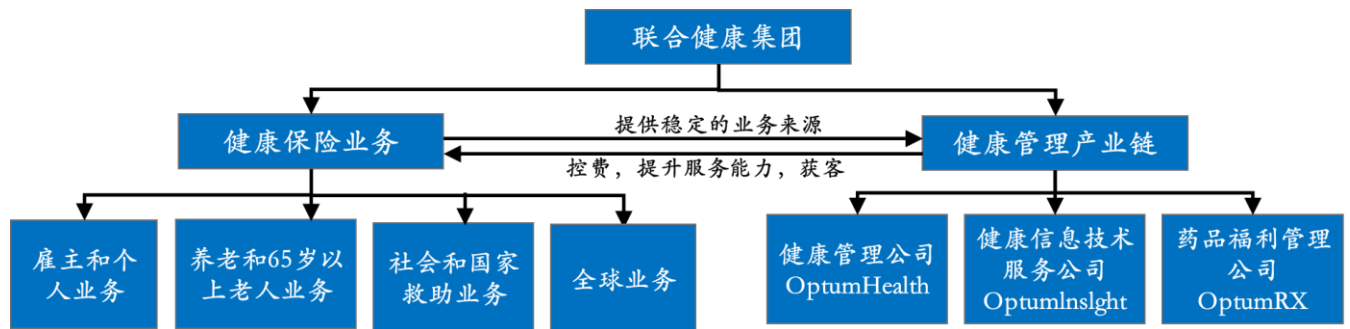 联合健康集团
健康保险业务
提供稳定的业务来源
控费，提升服务能力，获客
健康管理产业链
雇主和个
人业务
养老和65岁以
上老人业务
社会和国家
救助业务
全球业务
健康管理公司
OptumHealth
健康信息技术
服务公司
Optumlnslght
药品福利管理
公司
OptumRX